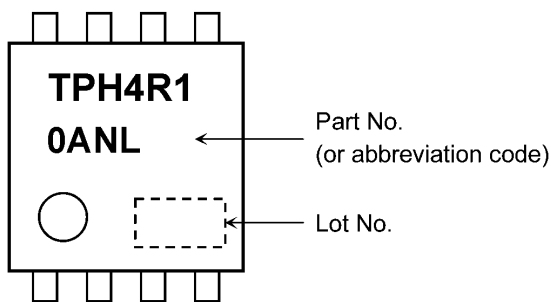 TPH4R1
0ANL
Part No.
(or abbreviation code)
Lot No.